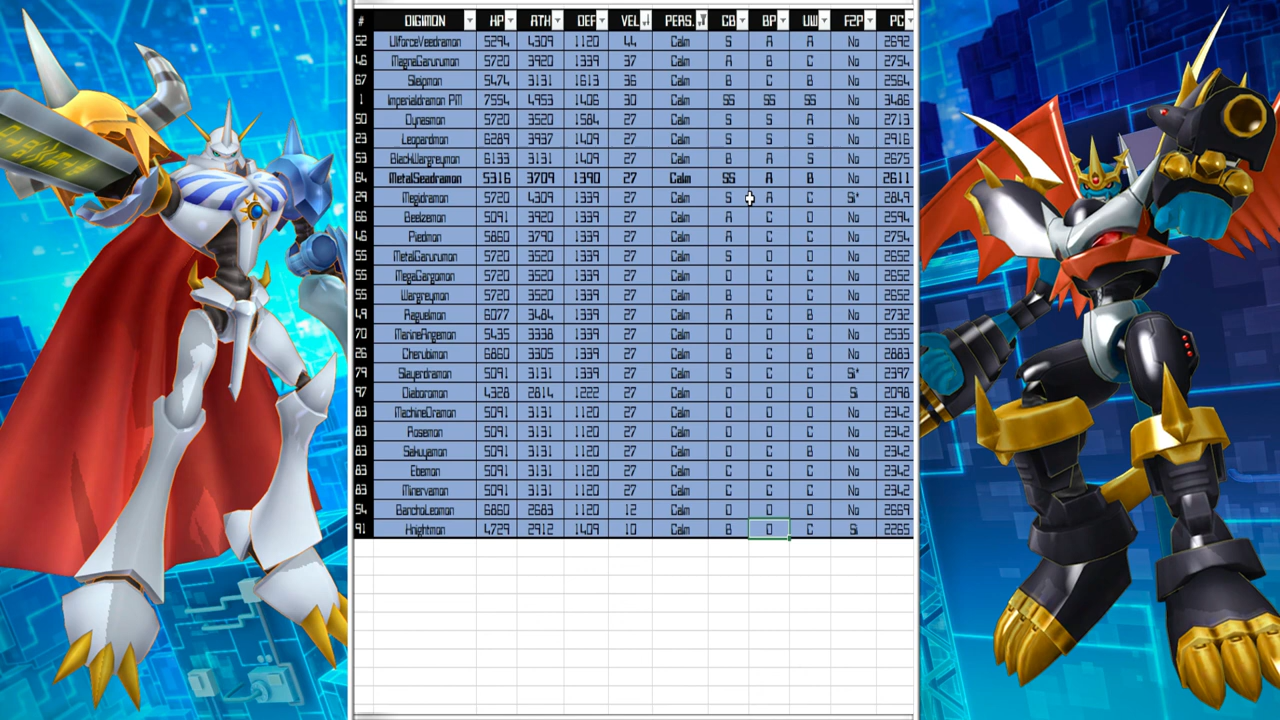 # DIGIMON HP ATK DEF VEL PERS. CB BP UW F2P PC
52 UlforceVeedramon 5294 4309 1120 44 Calm S A A No 2692
46 MagnaGarurumon 5720 3920 1339 37 Calm A B C No 2754
67 Sleipmon 5474 3131 1613 36 Calm B C B No 2564
1 Imperialdramon PM 7554 4953 1406 30 Calm SS SS SS No 3486
50 Dynasmon 5720 3520 1584 27 Calm S S A No 2713
23 Leopardmon 6289 3937 1409 27 Calm S S S No 2916
53 BlackWargreymon 6133 3131 1409 27 Calm B A S No 2675
64 MetalSeadramon 5316 3709 1390 27 Calm SS A B No 2611
29 Megidramon 5720 4309 1339 27 Calm S A C Si* 2849
66 Beelzemon 5091 3920 1339 27 Calm A C D No 2594
46 Piedmon 5860 3790 1339 27 Calm A C C No 2754
55 MetalGarurumon 5720 3520 1339 27 Calm S D D No 2652
55 MegaGargomon 5720 3520 1339 27 Calm D C C No 2652
55 Wargreymon 5720 3520 1339 27 Calm B C C No 2652
49 Raguelmon 6077 3484 1339 27 Calm A C B No 2732
70 MarineAngemon 5435 3338 1339 27 Calm D D C No 2535
26 Cherubimon 6860 3305 1339 27 Calm B C B No 2883
79 Slayerdramon 5091 3131 1339 27 Calm S C C Si* 2397
97 Diaboromon 4328 2814 1222 27 Calm D D D Si 2098
83 MachineDramon 5091 3131 1120 27 Calm D D D No 2342
83 Rosemon 5091 3131 1120 27 Calm D D C No 2342
83 Sakuyamon 5091 3131 1120 27 Calm D C B No 2342
83 Ebemon 5091 3131 1120 27 Calm C C C No 2342
83 Minervamon 5091 3131 1120 27 Calm C C C No 2342
54 BanchoLeomon 6860 2683 1120 12 Calm D D D No 2669
91 Knightmon 4729 2912 1409 10 Calm B D C Si 2265